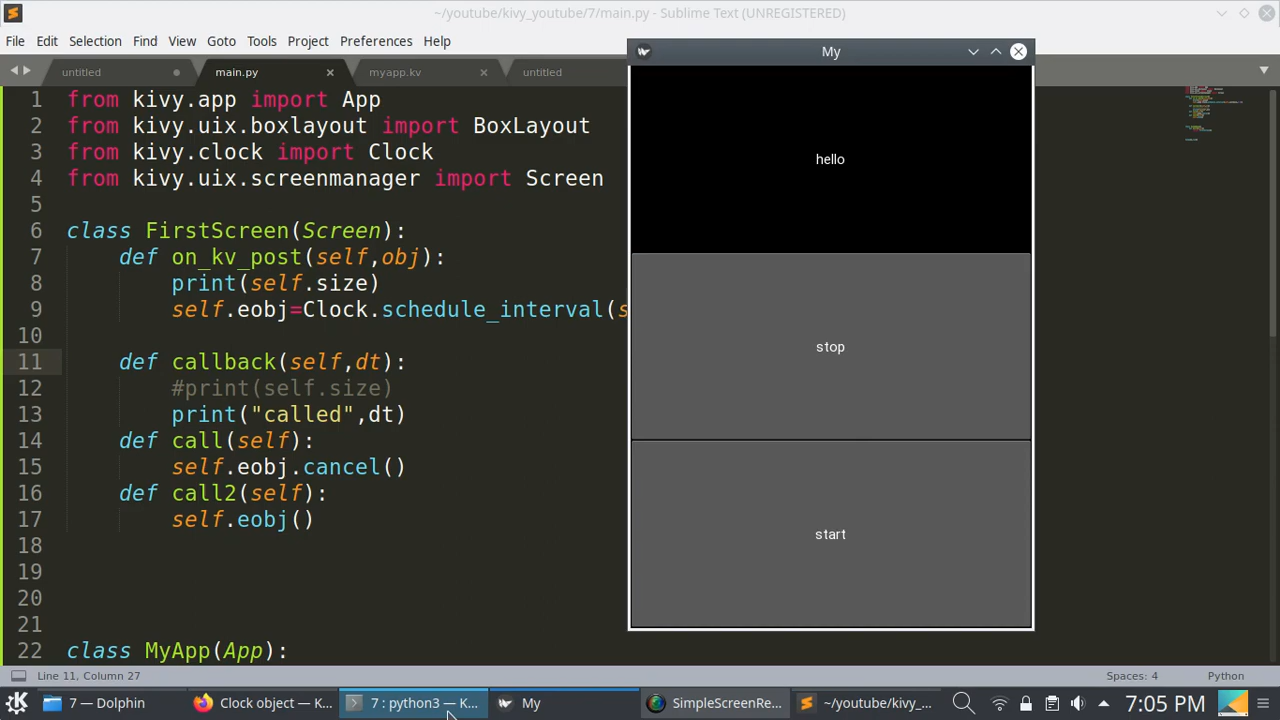 ~/youtube/kivy_youtube/7/main.py - Sublime Text (UNREGISTERED)
File Edit Selection Find View Goto Tools Project Preferences Help
untitled main.py myapp.kv untitled
1 from kivy.app import App
2 from kivy.uix.boxlayout import BoxLayout
3 from kivy.clock import Clock
4 from kivy.uix.screenmanager import Screen
5
6 class FirstScreen(Screen):
7 def on_kv_post(self,obj):
8 print(self.size)
9 self.eobj=Clock.schedule_interval(s
10
11 def callback(self,dt):
12 #print(self.size)
13 print("called",dt)
14 def call(self):
15 self.eobj.cancel()
16 def call2(self):
17 self.eobj()
18
19
20
21
22 class MyApp(App):
My
hello
stop
start
Line 11, Column 27
Spaces: 4
Python
7 — Dolphin
Clock object — K...
7 : python3 — K...
My
SimpleScreenRe...
~/youtube/kivy_...
7:05 PM